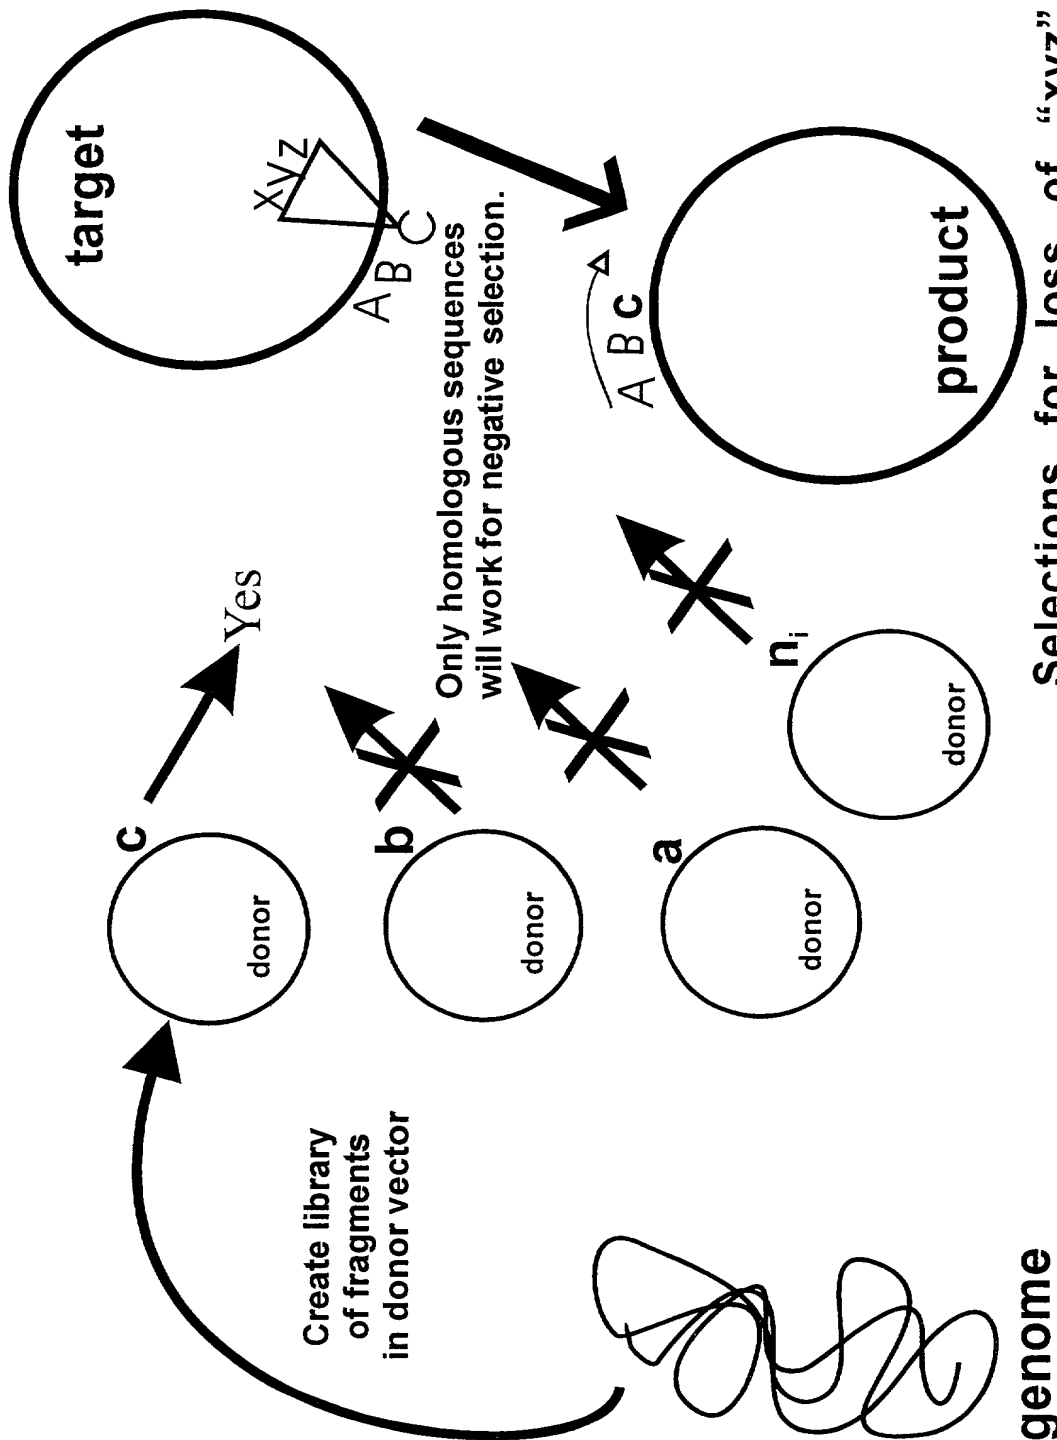 target
c
Yes
donor
xyz
Create library
of fragments
in donor vector
A B C
b
Only homologous sequences
will work for negative selection.
donor
A B c
a
nᵢ
donor
product
donor
genome
Selections for loss of “xyz”